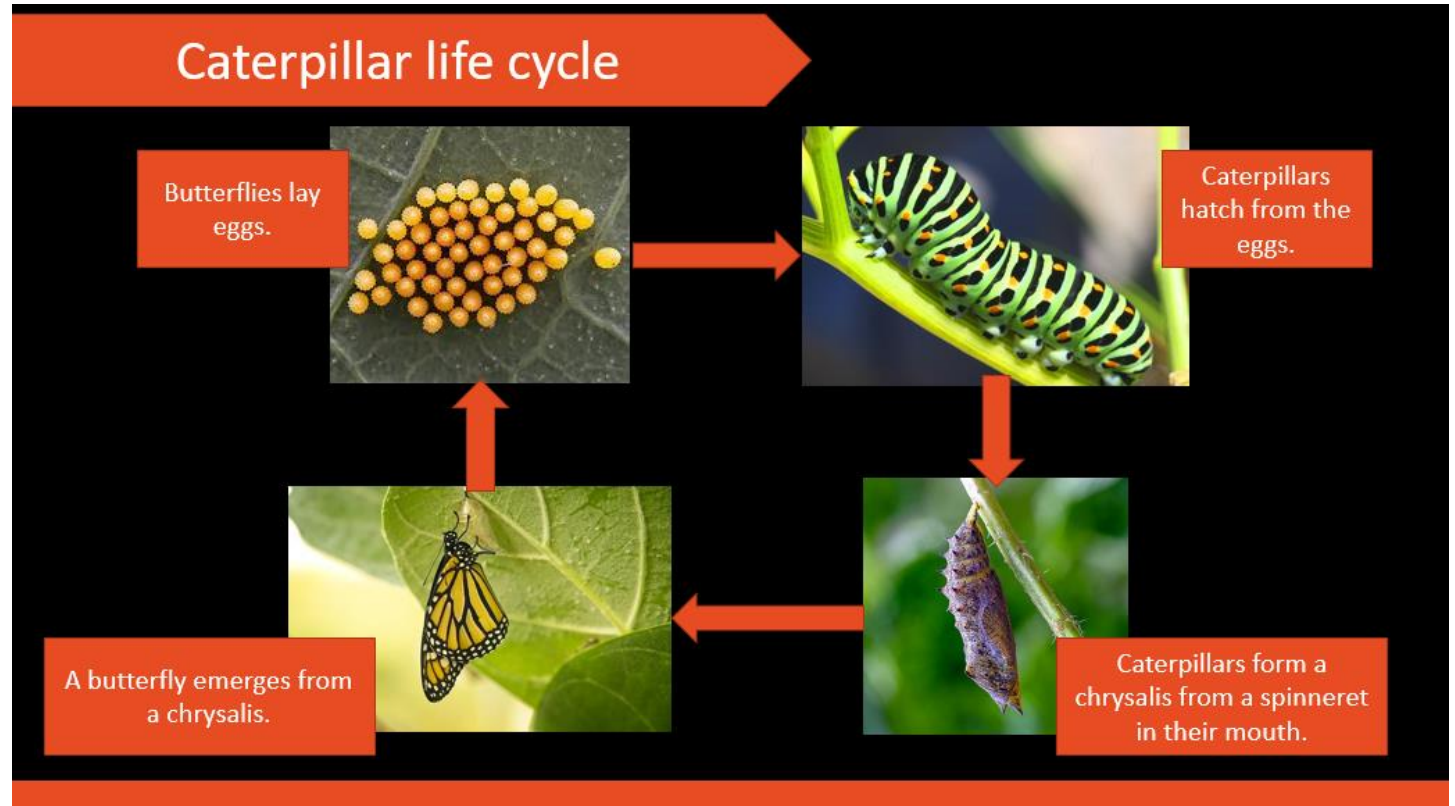 Caterpillar life cycle
Butterflies lay
eggs.
Caterpillars
hatch from the
eggs.
Caterpillars form a
chrysalis from a spinneret
in their mouth.
A butterfly emerges from
a chrysalis.